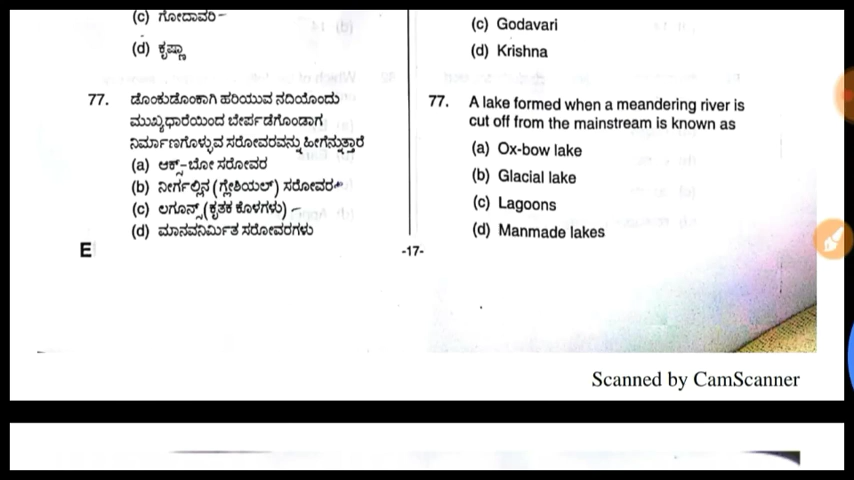 (c) ಗೋದಾವರಿ
(d) ಕೃಷ್ಣಾ
77. ಡೊಂಕುಡೊಂಕಾಗಿ ಹರಿಯುವ ನದಿಯೊಂದು
ಮುಖ್ಯಧಾರೆಯಿಂದ ಬೇರ್ಪಡೆಗೊಂಡಾಗ
ನಿರ್ಮಾಣಗೊಳ್ಳುವ ಸರೋವರವನ್ನು ಹೀಗೆನ್ನುತ್ತಾರೆ
(a) ಆಕ್ಸ್-ಬೋ ಸರೋವರ
(b) ನೀರ್ಗಲ್ಲಿನ (ಗ್ಲೇಶಿಯಲ್) ಸರೋವರ
(c) ಲಗೂನ್ಸ್ (ಕೃತಕ ಕೊಳಗಳು)
(d) ಮಾನವನಿರ್ಮಿತ ಸರೋವರಗಳು
E
-17-
(c) Godavari
(d) Krishna
77. A lake formed when a meandering river is
cut off from the mainstream is known as
(a) Ox-bow lake
(b) Glacial lake
(c) Lagoons
(d) Manmade lakes
Scanned by CamScanner